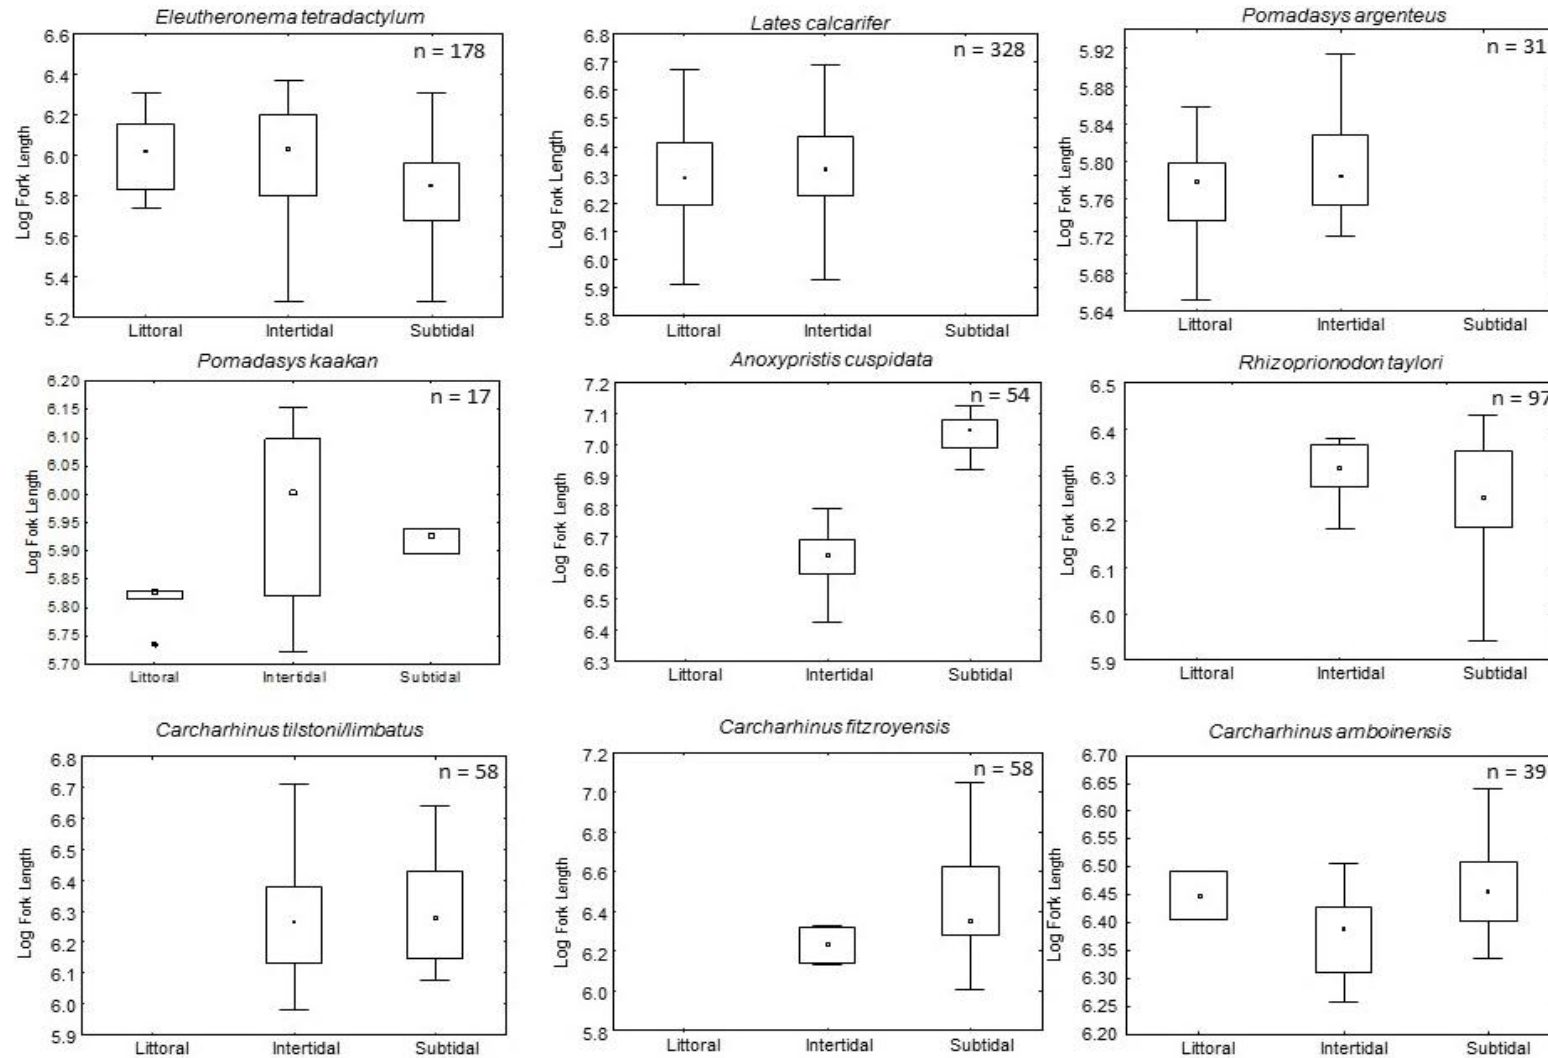 Eleutheronema tetradactylum
n = 178
Log Fork Length
6.6
6.4
6.2
6.0
5.8
5.6
5.4
5.2
Littoral Intertidal Subtidal
Lates calcarifer
n = 328
Log Fork Length
6.8
6.7
6.6
6.5
6.4
6.3
6.2
6.1
6.0
5.9
5.8
Littoral Intertidal Subtidal
Pomadasys argenteus
n = 31
Log Fork Length
5.92
5.88
5.84
5.80
5.76
5.72
5.68
5.64
Littoral Intertidal Subtidal
Pomadasys kaakan
n = 17
Log Fork Length
6.20
6.15
6.10
6.05
6.00
5.95
5.90
5.85
5.80
5.75
5.70
Littoral Intertidal Subtidal
Anoxypristis cuspidata
n = 54
Log Fork Length
7.2
7.1
7.0
6.9
6.8
6.7
6.6
6.5
6.4
6.3
Littoral Intertidal Subtidal
Rhizoprionodon taylori
n = 97
Log Fork Length
6.5
6.4
6.3
6.2
6.1
6.0
5.9
Littoral Intertidal Subtidal
Carcharhinus tilstoni/limbatus
n = 58
Log Fork Length
6.8
6.7
6.6
6.5
6.4
6.3
6.2
6.1
6.0
5.9
Littoral Intertidal Subtidal
Carcharhinus fitzroyensis
n = 58
Log Fork Length
7.2
7.0
6.8
6.6
6.4
6.2
6.0
5.8
Littoral Intertidal Subtidal
Carcharhinus amboinensis
n = 39
Log Fork Length
6.70
6.65
6.60
6.55
6.50
6.45
6.40
6.35
6.30
6.25
6.20
Littoral Intertidal Subtidal